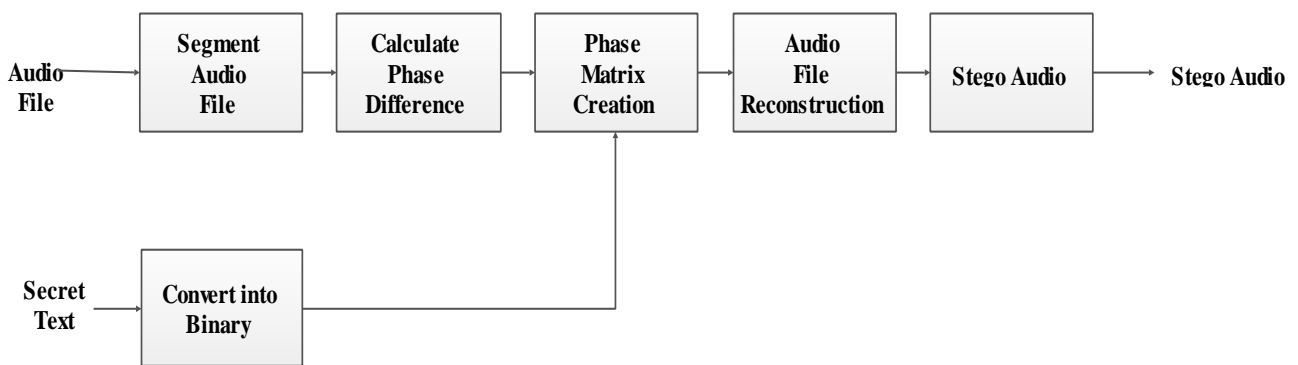 Audio
File
Segment
Audio
File
Calculate
Phase
Difference
Phase
Matrix
Creation
Audio
File
Reconstruction
Stego Audio
Stego Audio
Secret
Text
Convert into
Binary